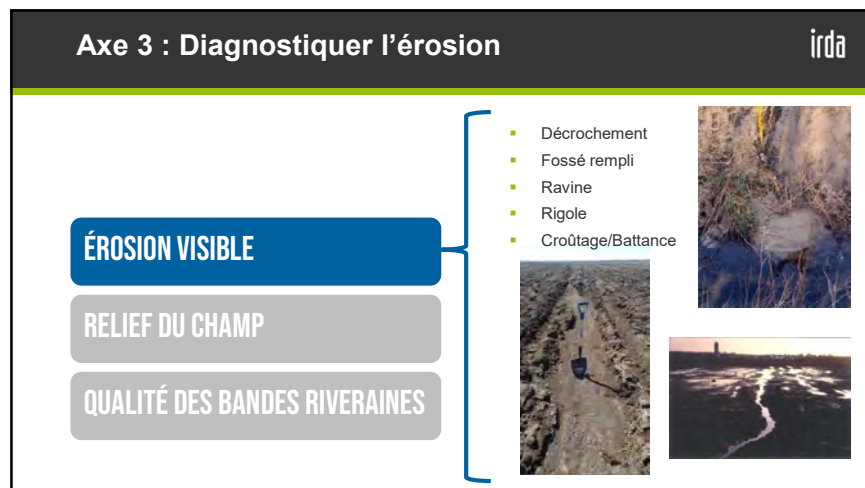 Axe 3 : Diagnostiquer l'érosion
irda
ÉROSION VISIBLE
RELIEF DU CHAMP
QUALITÉ DES BANDES RIVERAINES
▪ Décrochement
▪ Fossé rempli
▪ Ravine
▪ Rigole
▪ Croûtage/Battance